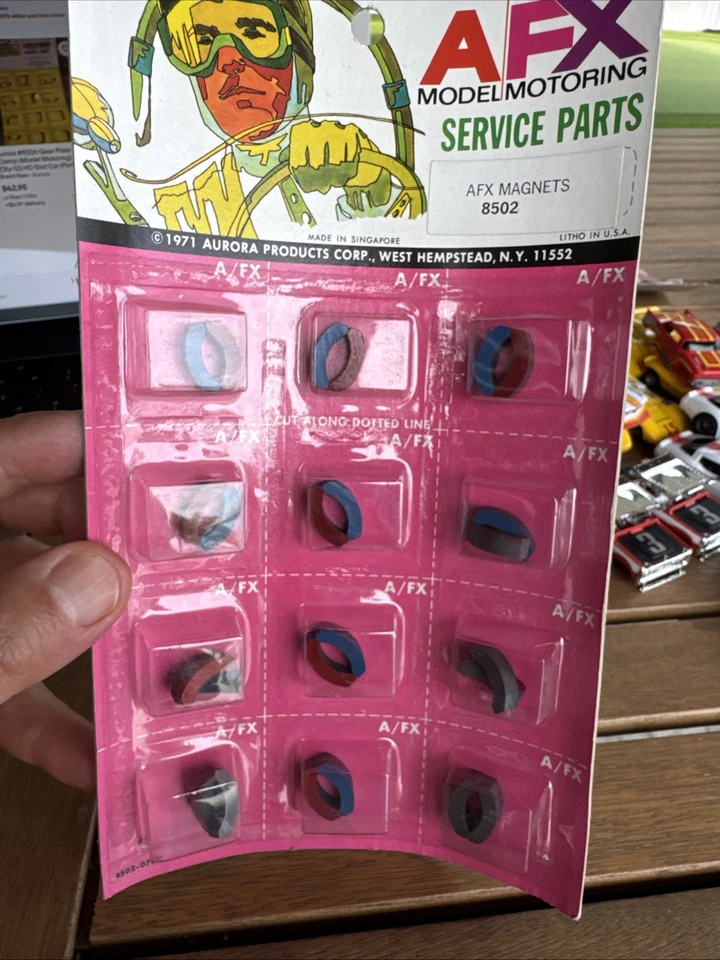 AFX
MODEL MOTORING
SERVICE PARTS
AFX MAGNETS
8502
MADE IN SINGAPORE
LITHO IN U.S.A.
© 1971 AURORA PRODUCTS CORP., WEST HEMPSTEAD, N.Y. 11552
A/FX
A/FX
A/FX
CUT ALONG DOTTED LINE
A/FX
A/FX
A/FX
A/FX
A/FX
A/FX
A/FX
A/FX
A/FX
$42.95
3
3